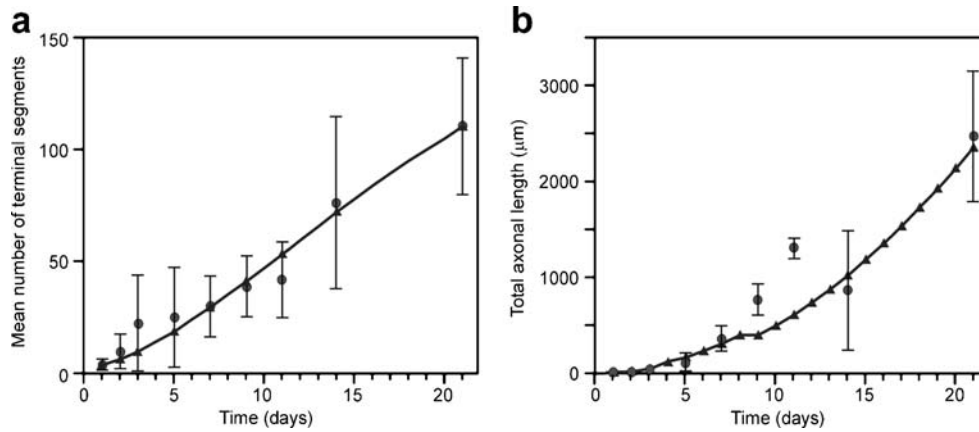 a
b
150
100
50
0
Mean number of terminal segments
0 5 10 15 20
Time (days)
3000
2000
1000
0
Total axonal length (μm)
0 5 10 15 20
Time (days)